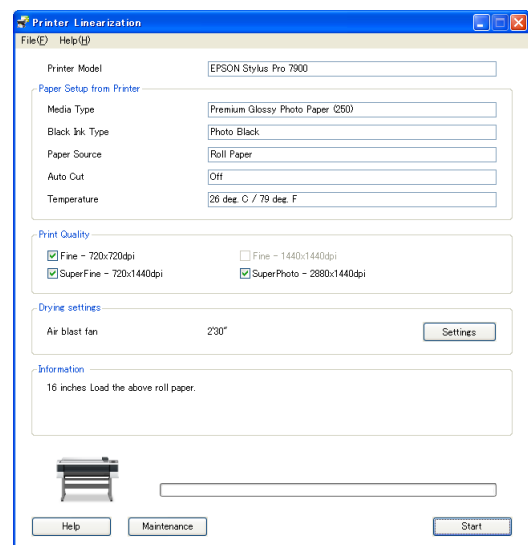 Printer Linearization
File(F) Help(H)
Printer Model EPSON Stylus Pro 7900
Paper Setup from Printer
Media Type Premium Glossy Photo Paper (250)
Black Ink Type Photo Black
Paper Source Roll Paper
Auto Cut Off
Temperature 26 deg. C / 79 deg. F
Print Quality
Fine - 720x720dpi Fine - 1440x1440dpi
SuperFine - 720x1440dpi SuperPhoto - 2880x1440dpi
Drying settings
Air blast fan 2'30" Settings
Information
16 inches Load the above roll paper.
Help Maintenance Start